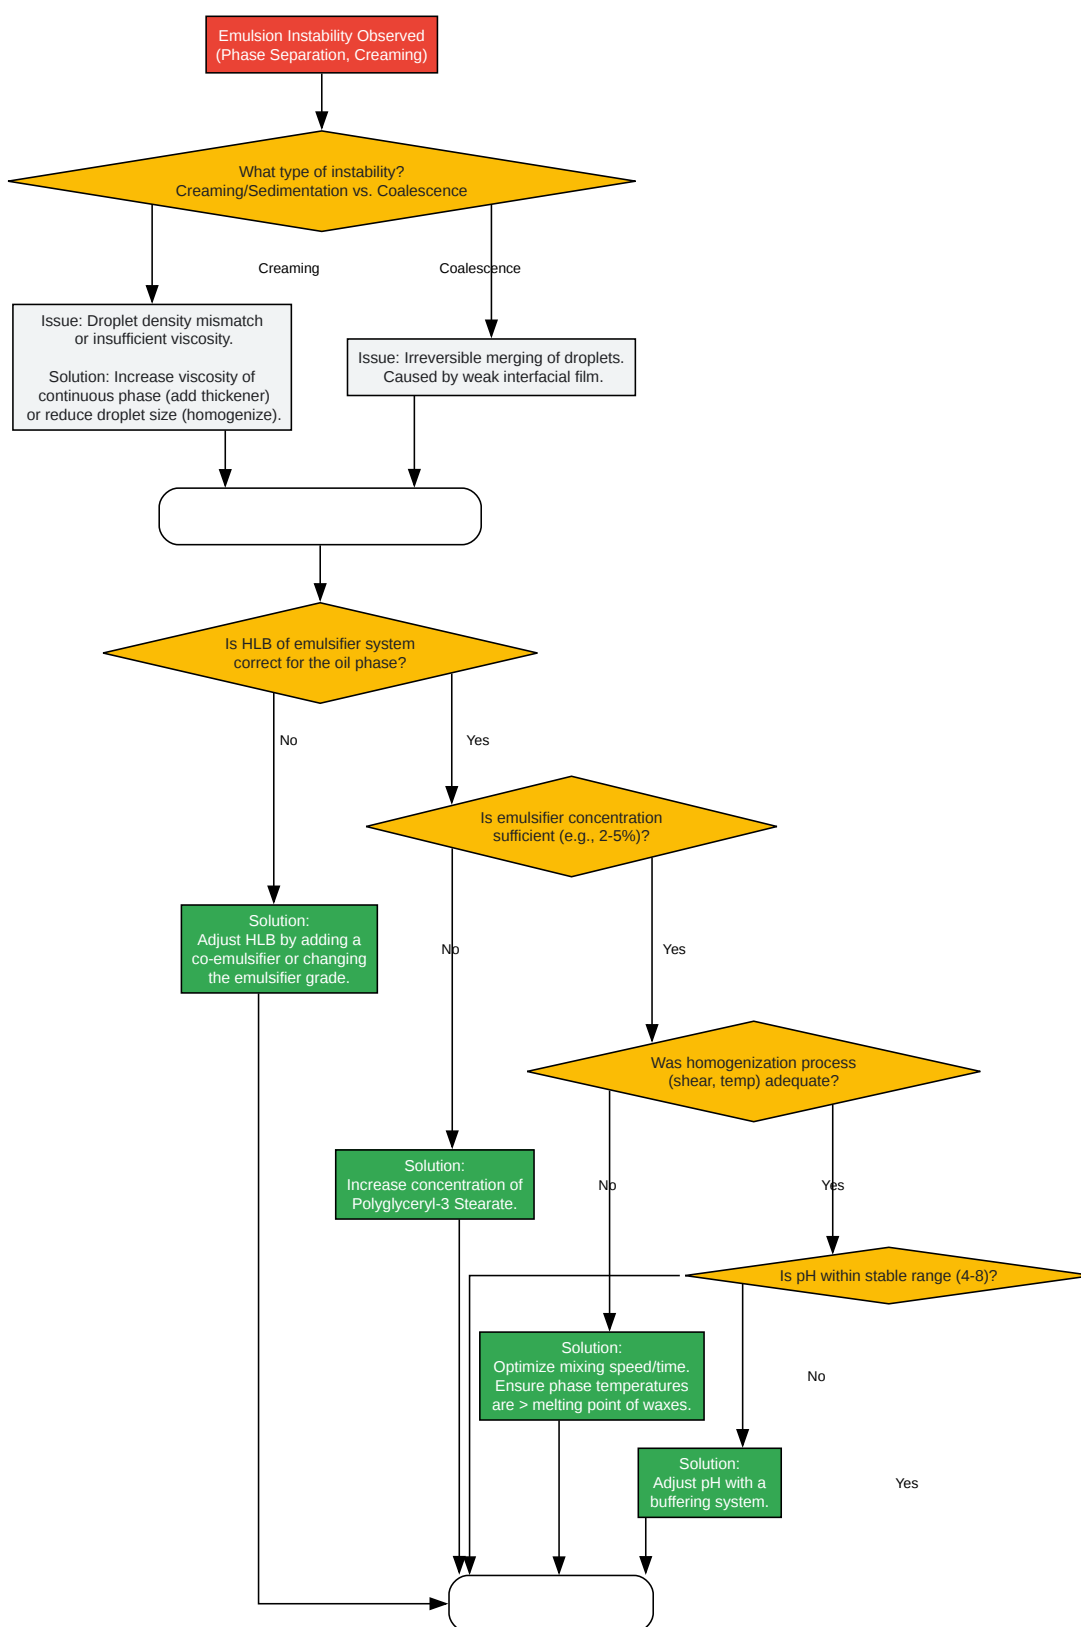 Emulsion Instability Observed
(Phase Separation, Creaming)
What type of instability?
Creaming/Sedimentation vs. Coalescence
Creaming
Coalescence
Issue: Droplet density mismatch
or insufficient viscosity.
Solution: Increase viscosity of
continuous phase (add thickener)
or reduce droplet size (homogenize).
Issue: Irreversible merging of droplets.
Caused by weak interfacial film.
Is HLB of emulsifier system
correct for the oil phase?
No
Yes
Is emulsifier concentration
sufficient (e.g., 2-5%)?
Solution:
Adjust HLB by adding a
co-emulsifier or changing
the emulsifier grade.
No
Yes
Was homogenization process
(shear, temp) adequate?
Solution:
Increase concentration of
Polyglyceryl-3 Stearate.
No
Yes
Is pH within stable range (4-8)?
Solution:
Optimize mixing speed/time.
Ensure phase temperatures
are > melting point of waxes.
No
Solution:
Adjust pH with a
buffering system.
Yes